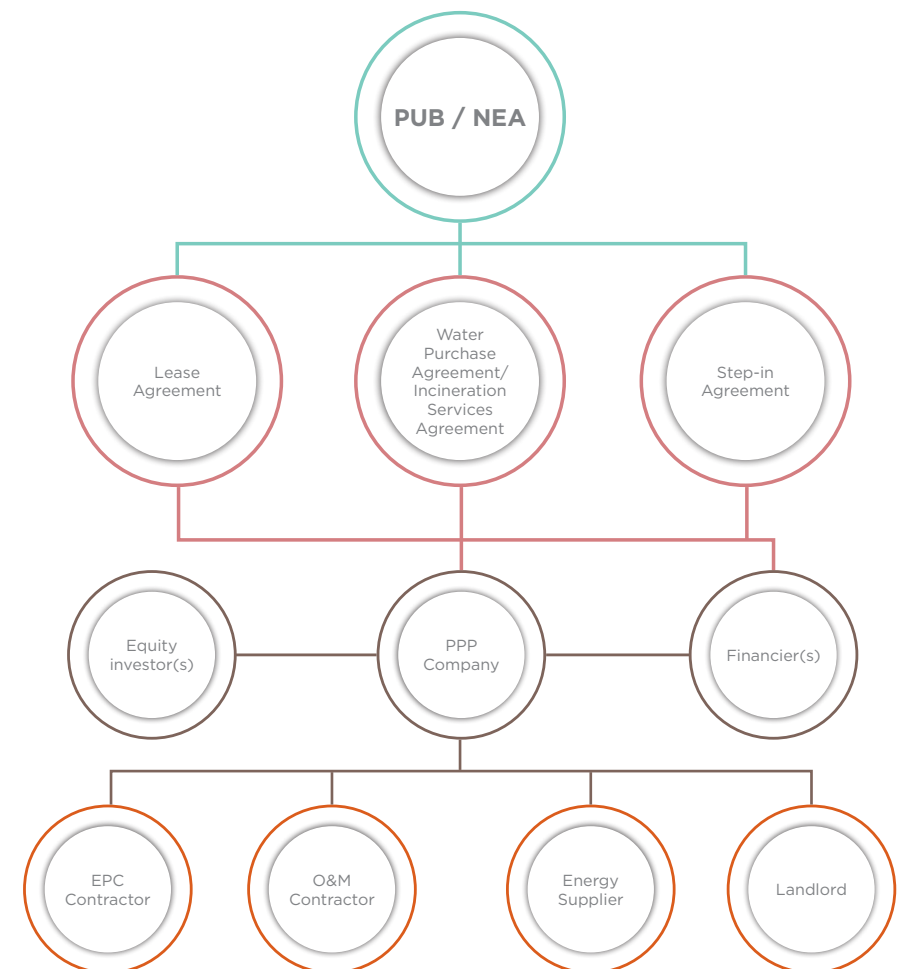 PUB / NEA
Lease
Agreement
Water
Purchase
Agreement/
Incineration
Services
Agreement
Step-in
Agreement
Equity
investor(s)
PPP
Company
Financier(s)
EPC
Contractor
O&M
Contractor
Energy
Supplier
Landlord